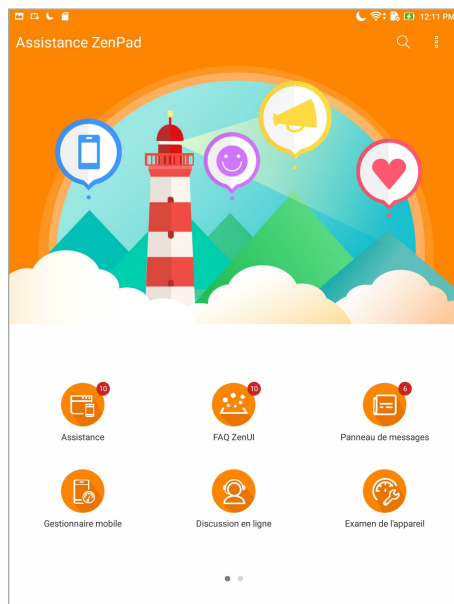 12:11 PM
Assistance ZenPad
10
10
6
Assistance
FAQ ZenUI
Panneau de messages
Gestionnaire mobile
Discussion en ligne
Examen de l'appareil